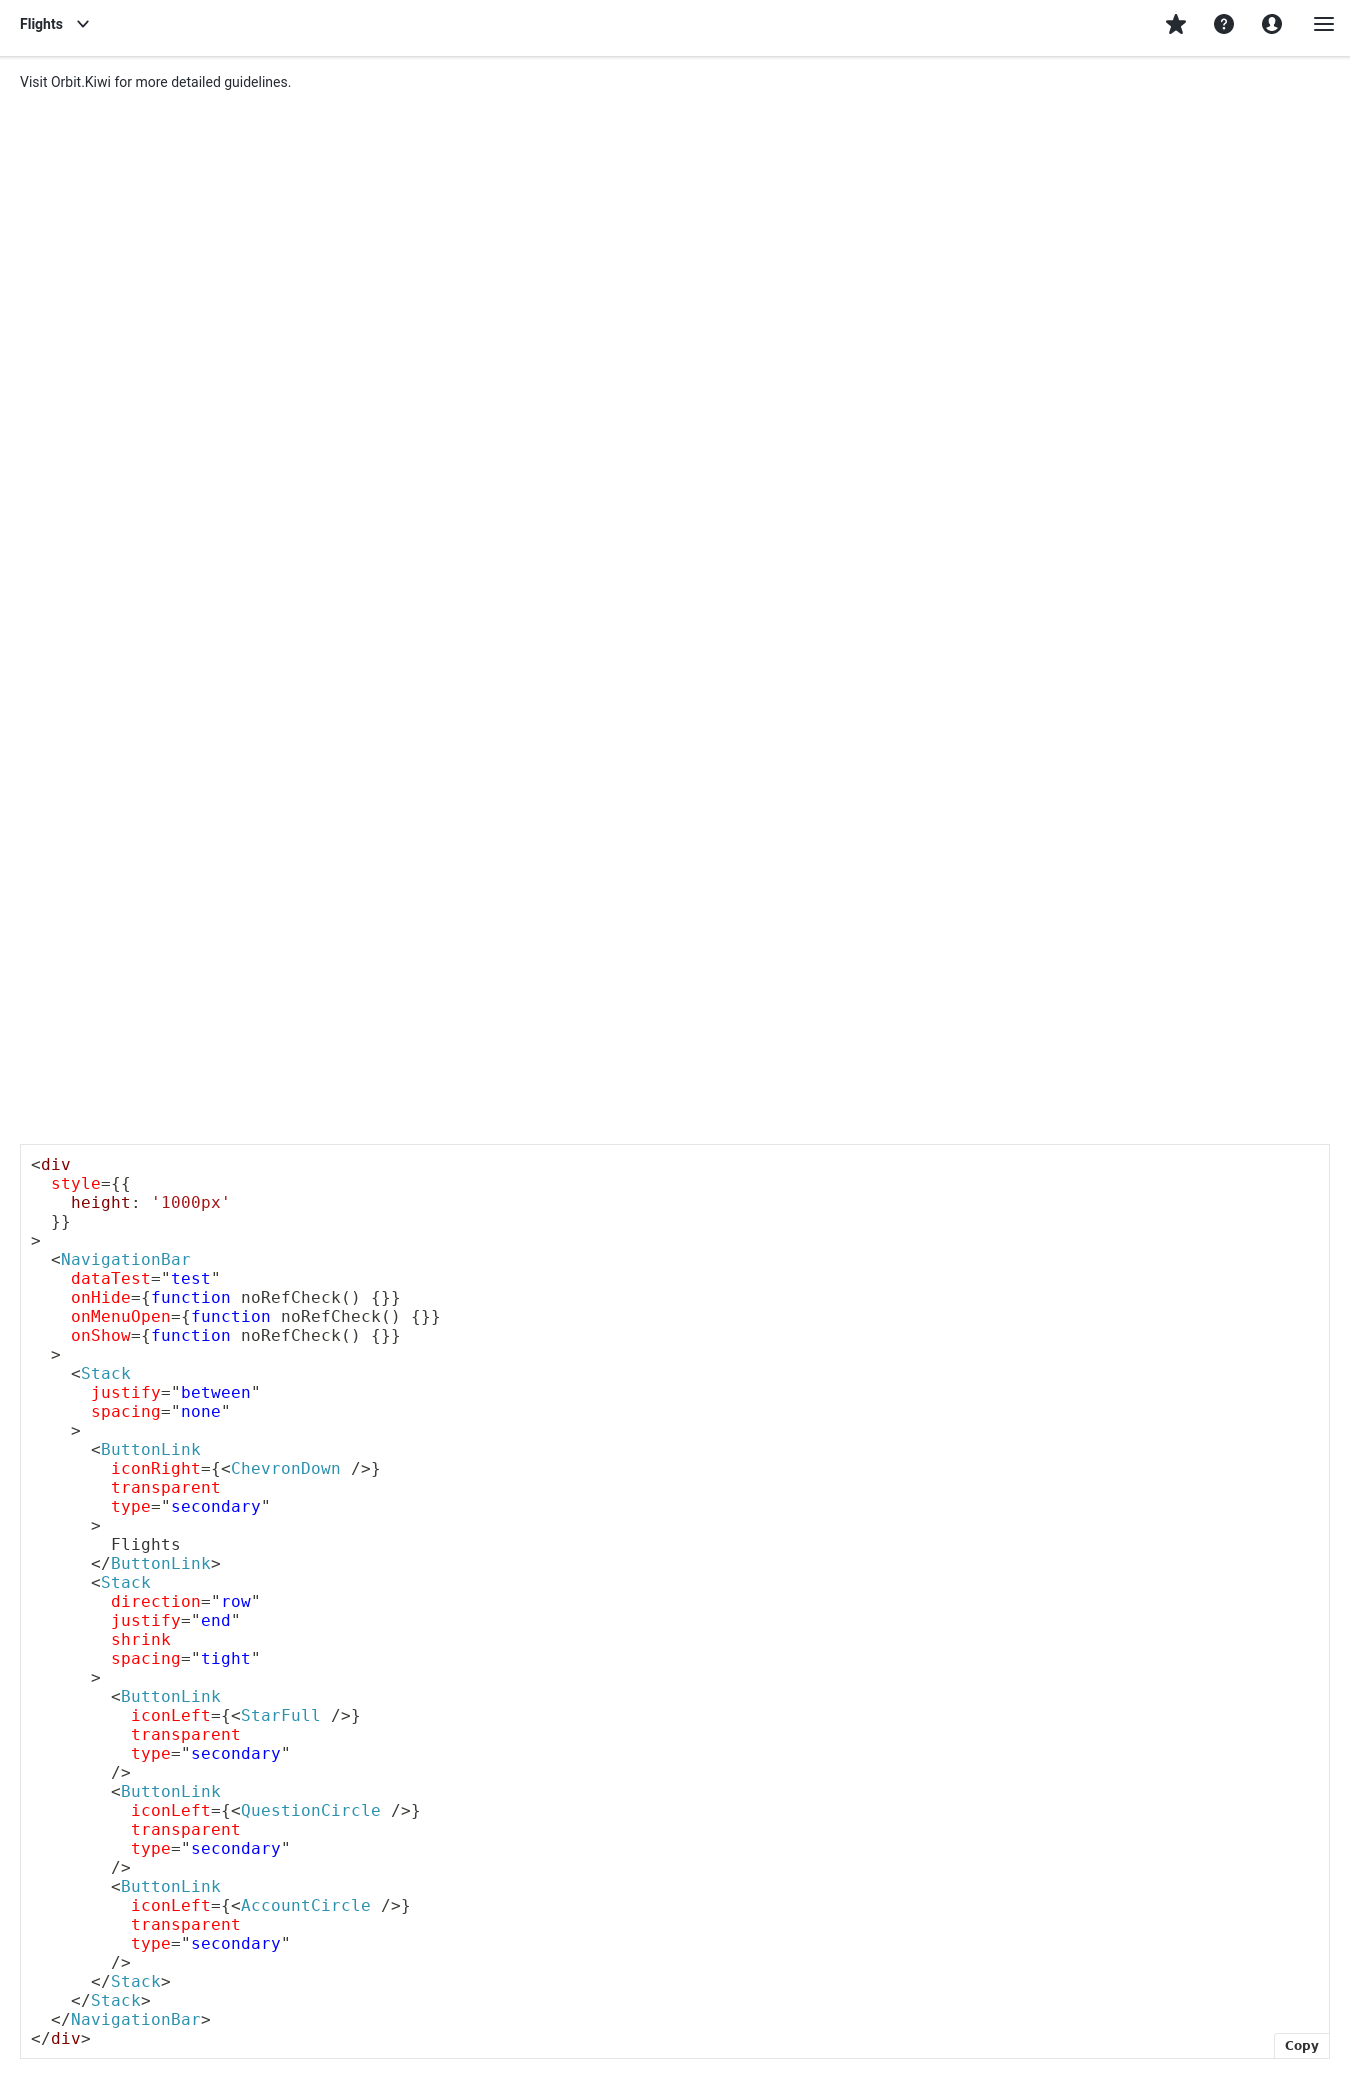 Flights
Visit Orbit.Kiwi for more detailed guidelines.
<div
  style={{
    height: '1000px'
  }}
>
  <NavigationBar
    dataTest="test"
    onHide={function noRefCheck() {}}
    onMenuOpen={function noRefCheck() {}}
    onShow={function noRefCheck() {}}
  >
    <Stack
      justify="between"
      spacing="none"
    >
      <ButtonLink
        iconRight={<ChevronDown />}
        transparent
        type="secondary"
      >
        Flights
      </ButtonLink>
      <Stack
        direction="row"
        justify="end"
        shrink
        spacing="tight"
      >
        <ButtonLink
          iconLeft={<StarFull />}
          transparent
          type="secondary"
        />
        <ButtonLink
          iconLeft={<QuestionCircle />}
          transparent
          type="secondary"
        />
        <ButtonLink
          iconLeft={<AccountCircle />}
          transparent
          type="secondary"
        />
      </Stack>
    </Stack>
  </NavigationBar>
</div>
Copy